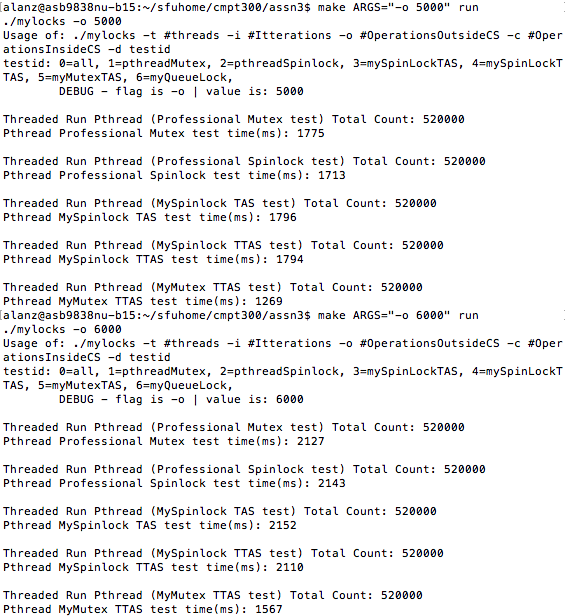 [alanz@asb9838nu-b15:~/sfuhome/cmpt300/assn3$ make ARGS="-o 5000" run ]
./mylocks -o 5000
Usage of: ./mylocks -t #threads -i #Itterations -o #OperationsOutsideCS -c #Oper
ationsInsideCS -d testid
testid: 0=all, 1=pthreadMutex, 2=pthreadSpinlock, 3=mySpinLockTAS, 4=mySpinLockT
TAS, 5=myMutexTAS, 6=myQueueLock,
DEBUG - flag is -o | value is: 5000
Threaded Run Pthread (Professional Mutex test) Total Count: 520000
Pthread Professional Mutex test time(ms): 1775
Threaded Run Pthread (Professional Spinlock test) Total Count: 520000
Pthread Professional Spinlock test time(ms): 1713
Threaded Run Pthread (MySpinlock TAS test) Total Count: 520000
Pthread MySpinlock TAS test time(ms): 1796
Threaded Run Pthread (MySpinlock TTAS test) Total Count: 520000
Pthread MySpinlock TTAS test time(ms): 1794
Threaded Run Pthread (MyMutex TTAS test) Total Count: 520000
Pthread MyMutex TTAS test time(ms): 1269
[alanz@asb9838nu-b15:~/sfuhome/cmpt300/assn3$ make ARGS="-o 6000" run ]
./mylocks -o 6000
Usage of: ./mylocks -t #threads -i #Itterations -o #OperationsOutsideCS -c #Oper
ationsInsideCS -d testid
testid: 0=all, 1=pthreadMutex, 2=pthreadSpinlock, 3=mySpinLockTAS, 4=mySpinLockT
TAS, 5=myMutexTAS, 6=myQueueLock,
DEBUG - flag is -o | value is: 6000
Threaded Run Pthread (Professional Mutex test) Total Count: 520000
Pthread Professional Mutex test time(ms): 2127
Threaded Run Pthread (Professional Spinlock test) Total Count: 520000
Pthread Professional Spinlock test time(ms): 2143
Threaded Run Pthread (MySpinlock TAS test) Total Count: 520000
Pthread MySpinlock TAS test time(ms): 2152
Threaded Run Pthread (MySpinlock TTAS test) Total Count: 520000
Pthread MySpinlock TTAS test time(ms): 2110
Threaded Run Pthread (MyMutex TTAS test) Total Count: 520000
Pthread MyMutex TTAS test time(ms): 1567